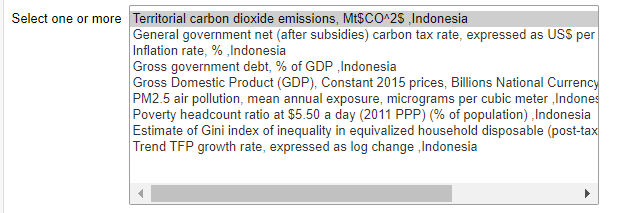 Select one or more
Territorial carbon dioxide emissions, Mt$CO^2$ ,Indonesia
General government net (after subsidies) carbon tax rate, expressed as US$ per
Inflation rate, % ,Indonesia
Gross government debt, % of GDP ,Indonesia
Gross Domestic Product (GDP), Constant 2015 prices, Billions National Currency
PM2.5 air pollution, mean annual exposure, micrograms per cubic meter ,Indones
Poverty headcount ratio at $5.50 a day (2011 PPP) (% of population) ,Indonesia
Estimate of Gini index of inequality in equivalized household disposable (post-tax
Trend TFP growth rate, expressed as log change ,Indonesia